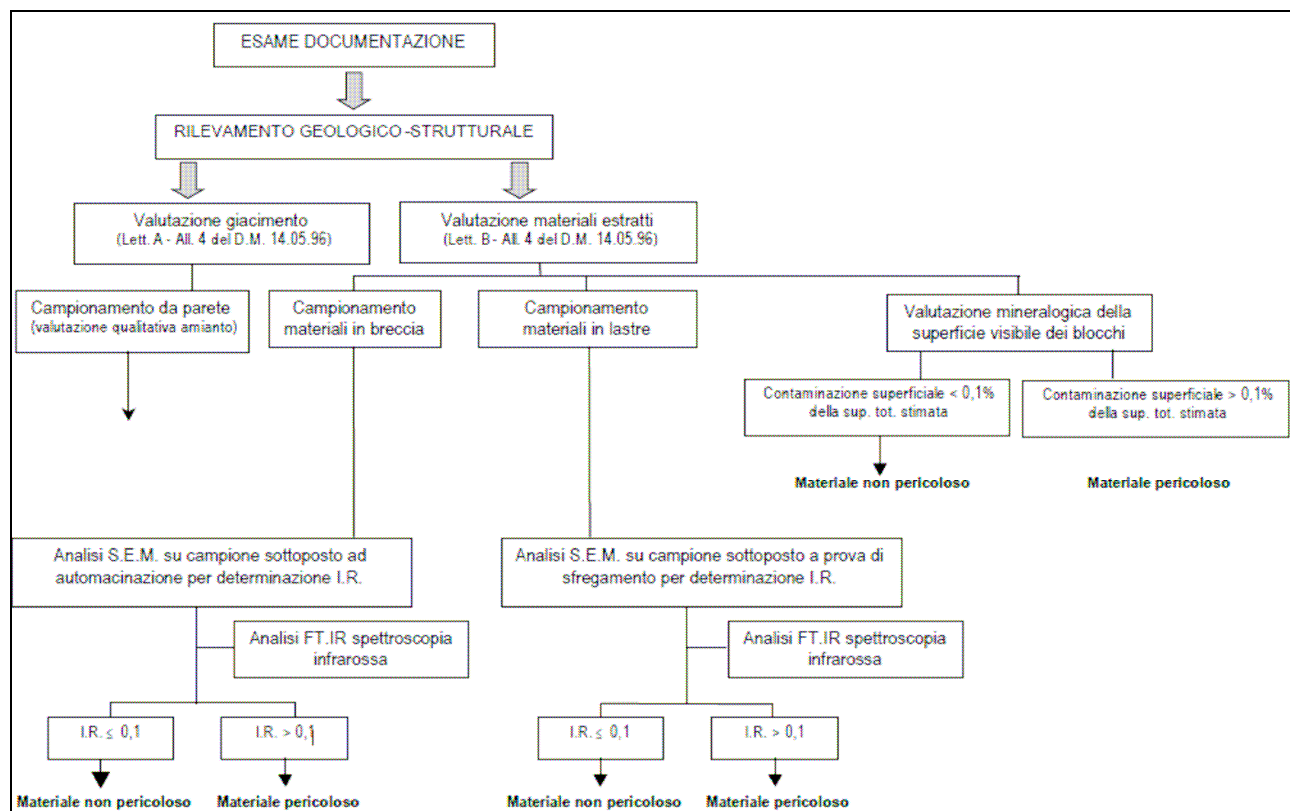 ESAME DOCUMENTAZIONE
RILEVAMENTO GEOLOGICO-STRUTTURALE
Valutazione giacimento
(Lett. A - All. 4 del D.M. 14.05.96)
Valutazione materiali estratti
(Lett. B- All. 4 del D.M. 14.05.96)
Campionamento da parete
(valutazione qualitativa amianto)
Campionamento
materiali in breccia
Campionamento
materiali in lastre
Valutazione mineralogica della
superficie visibile dei blocchi
Contaminazione superficiale < 0,1%
della sup. tot. stimata
Contaminazione superficiale > 0,1%
della sup. tot. stimata
Materiale non pericoloso
Materiale pericoloso
Analisi S.E.M. su campione sottoposto ad
automacinazione per determinazione I.R.
Analisi S.E.M. su campione sottoposto a prova di
sfregamento per determinazione I.R.
Analisi FT.IR spettroscopia
infrarossa
Analisi FT.IR spettroscopia
infrarossa
I.R. ≤ 0,1
I.R. > 0,1
I.R. ≤ 0,1
I.R. > 0,1
Materiale non pericoloso
Materiale pericoloso
Materiale non pericoloso
Materiale pericoloso